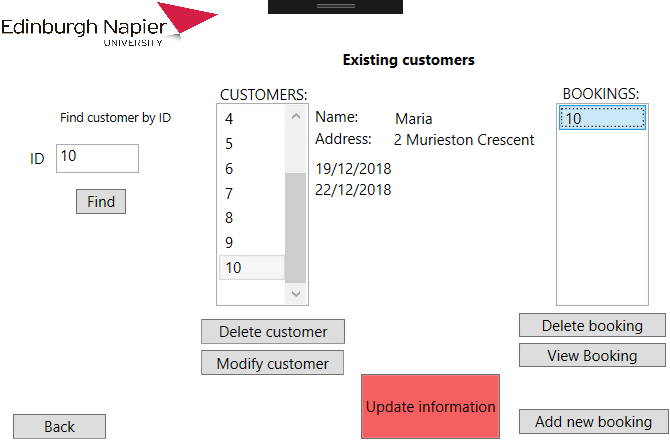 Edinburgh Napier
UNIVERSITY
Existing customers
Find customer by ID
ID
10
Find
CUSTOMERS:
4
5
6
7
8
9
10
Name: Maria
Address: 2 Murieston Crescent
19/12/2018
22/12/2018
BOOKINGS:
10
Delete customer
Modify customer
Delete booking
View Booking
Update information
Add new booking
Back